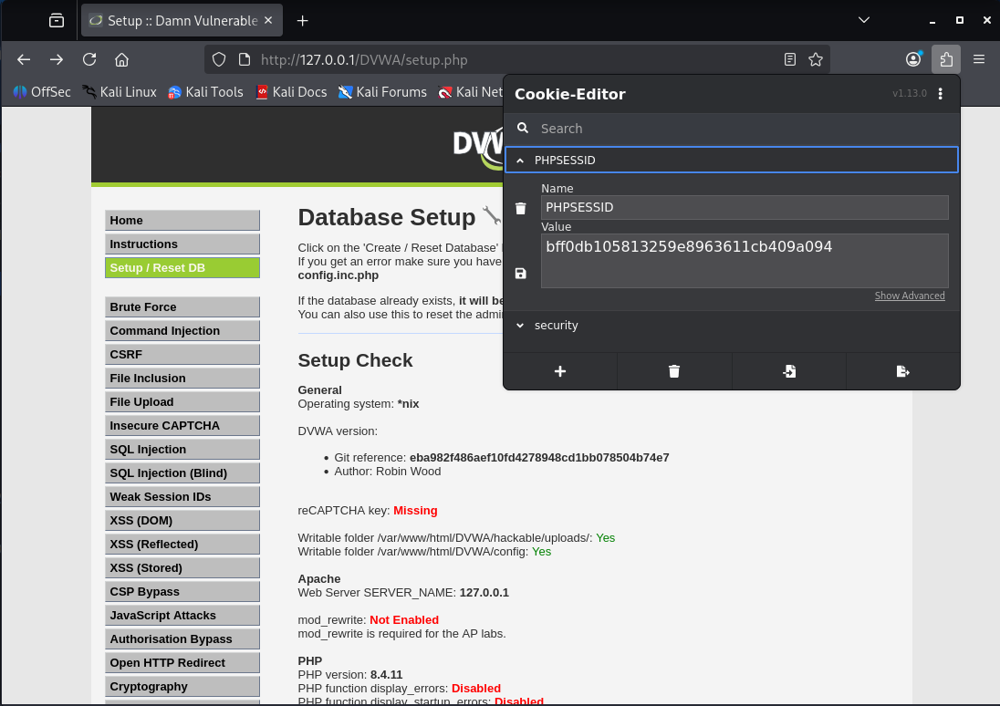 Setup :: Damn Vulnerable
http://127.0.0.1/DVWA/setup.php
OffSec
Kali Linux
Kali Tools
Kali Docs
Kali Forums
Kali Net
Cookie-Editor
v1.13.0
Search
PHPSESSID
Name
PHPSESSID
Value
bff0db105813259e8963611cb409a094
Show Advanced
security
Home
Instructions
Setup / Reset DB
Brute Force
Command Injection
CSRF
File Inclusion
File Upload
Insecure CAPTCHA
SQL Injection
SQL Injection (Blind)
Weak Session IDs
XSS (DOM)
XSS (Reflected)
XSS (Stored)
CSP Bypass
JavaScript Attacks
Authorisation Bypass
Open HTTP Redirect
Cryptography
Database Setup
Click on the 'Create / Reset Database'
If you get an error make sure you have
config.inc.php
If the database already exists, it will be
You can also use this to reset the admi
Setup Check
General
Operating system: *nix
DVWA version:
• Git reference: eba982f486aef10fd4278948cd1bb078504b74e7
• Author: Robin Wood
reCAPTCHA key: Missing
Writable folder /var/www/html/DVWA/hackable/uploads/: Yes
Writable folder /var/www/html/DVWA/config: Yes
Apache
Web Server SERVER_NAME: 127.0.0.1
mod_rewrite: Not Enabled
mod_rewrite is required for the AP labs.
PHP
PHP version: 8.4.11
PHP function display_errors: Disabled
PHP function display_startup_errors: Disabled